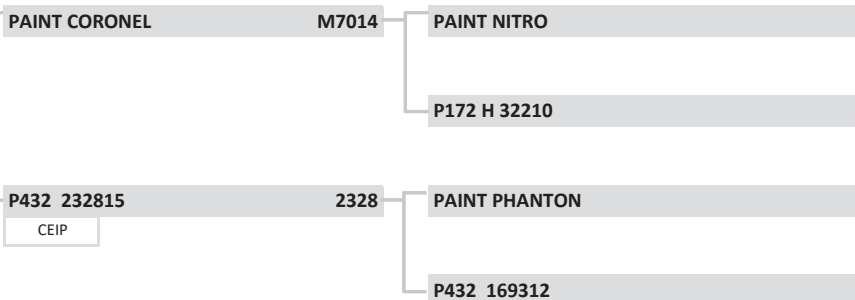 PAINT CORONEL M7014 PAINT NITRO
P172 H 32210
P432 232815 2328 PAINT PHANTON
CEIP
P432 169312